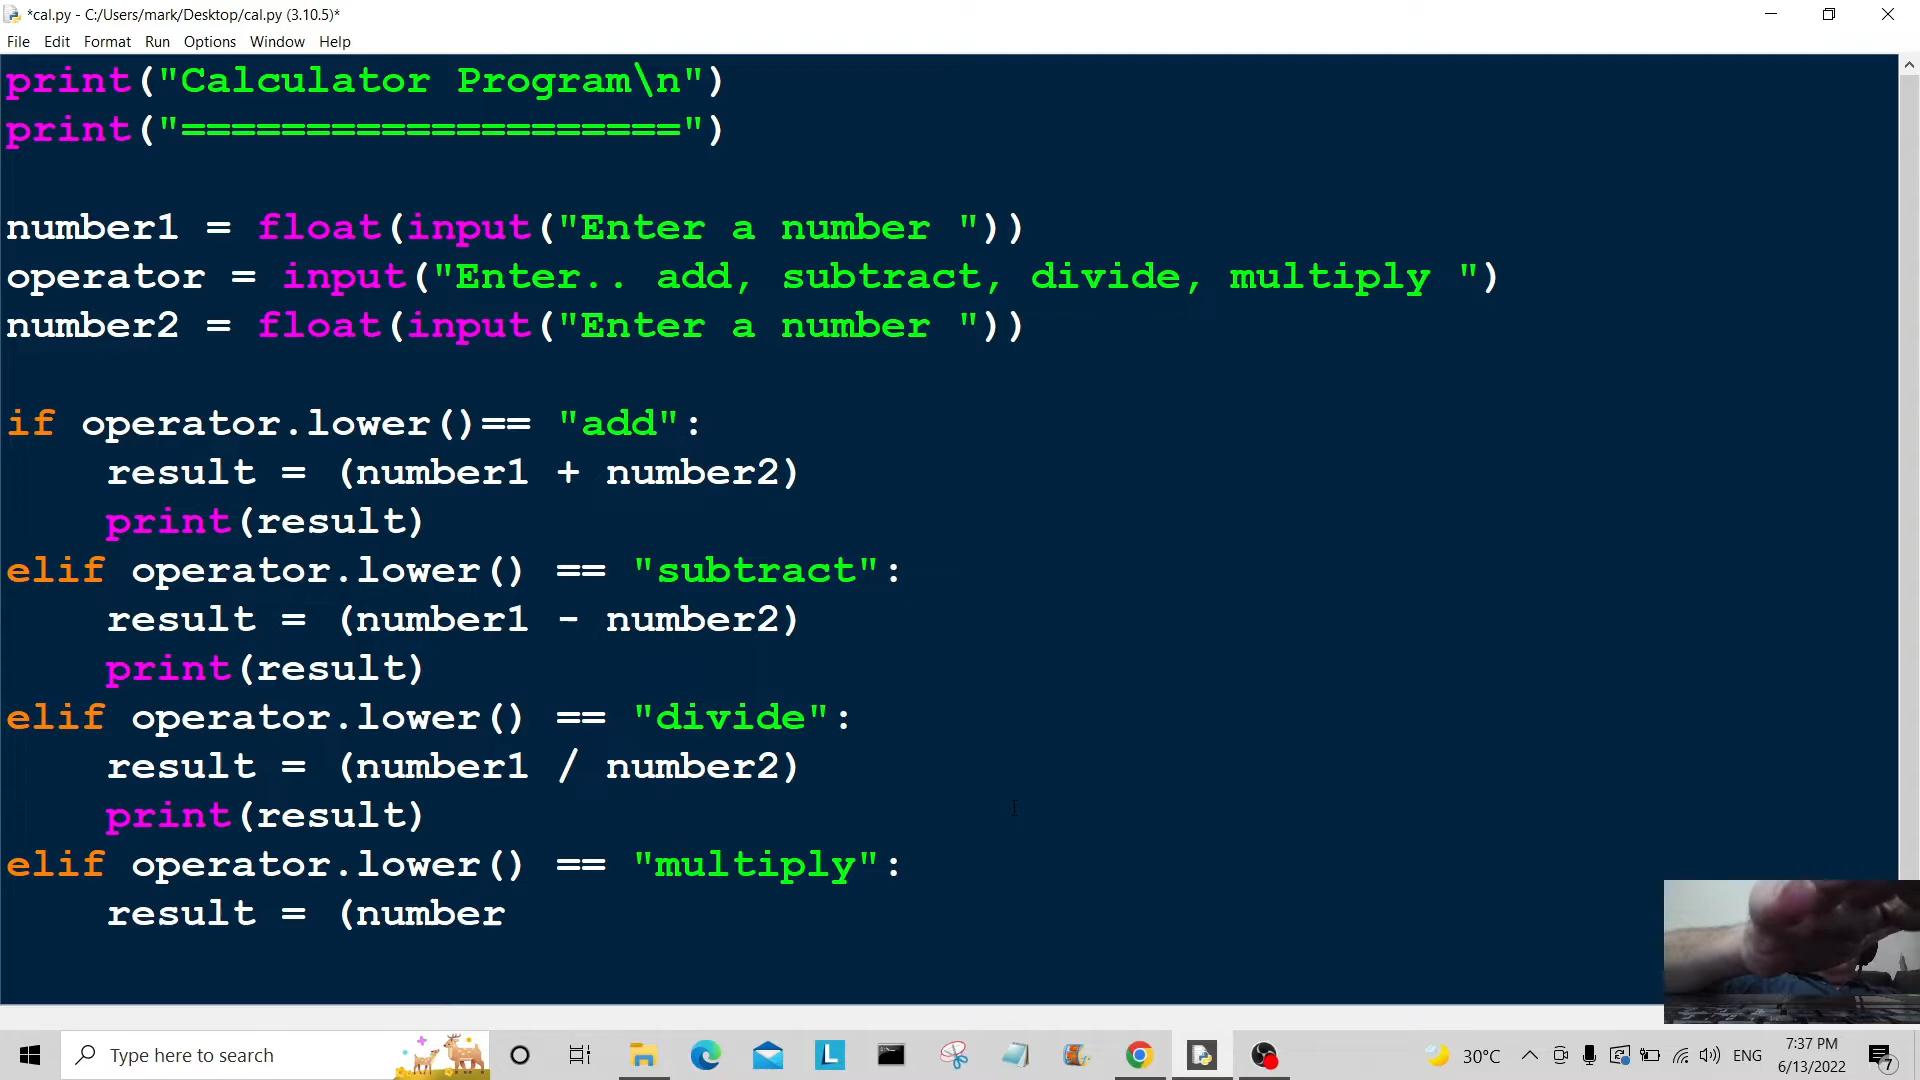 *cal.py - C:/Users/mark/Desktop/cal.py (3.10.5)*
File Edit Format Run Options Window Help
print("Calculator Program\n")
print("====================")
number1 = float(input("Enter a number "))
operator = input("Enter.. add, subtract, divide, multiply ")
number2 = float(input("Enter a number "))
if operator.lower()== "add":
    result = (number1 + number2)
    print(result)
elif operator.lower() == "subtract":
    result = (number1 - number2)
    print(result)
elif operator.lower() == "divide":
    result = (number1 / number2)
    print(result)
elif operator.lower() == "multiply":
    result = (number
Type here to search
L
30°C
ENG
7:37 PM
6/13/2022
7